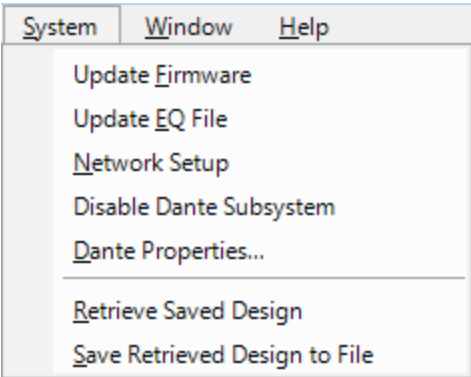 System Window Help
Update Firmware
Update EQ File
Network Setup
Disable Dante Subsystem
Dante Properties...
Retrieve Saved Design
Save Retrieved Design to File